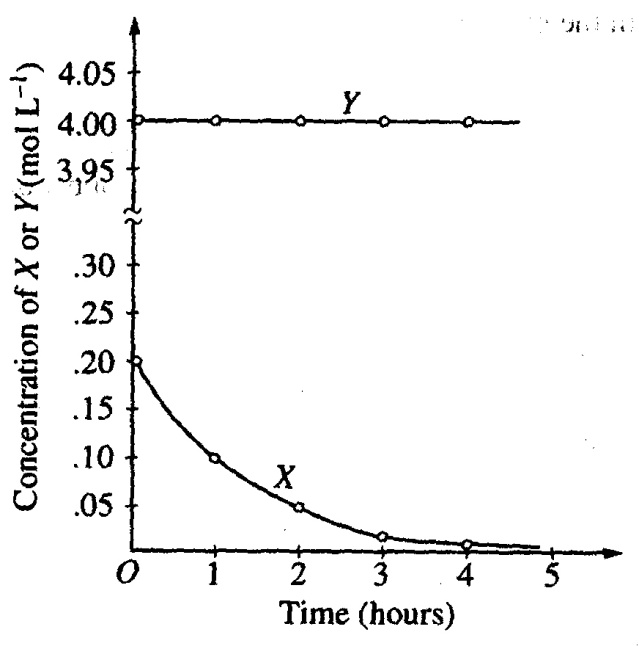 4.05
Y
4.00
3.95
Concentration of X or Y (mol L⁻¹)
.30
.25
.20
.15
.10
X
.05
O 1 2 3 4 5
Time (hours)